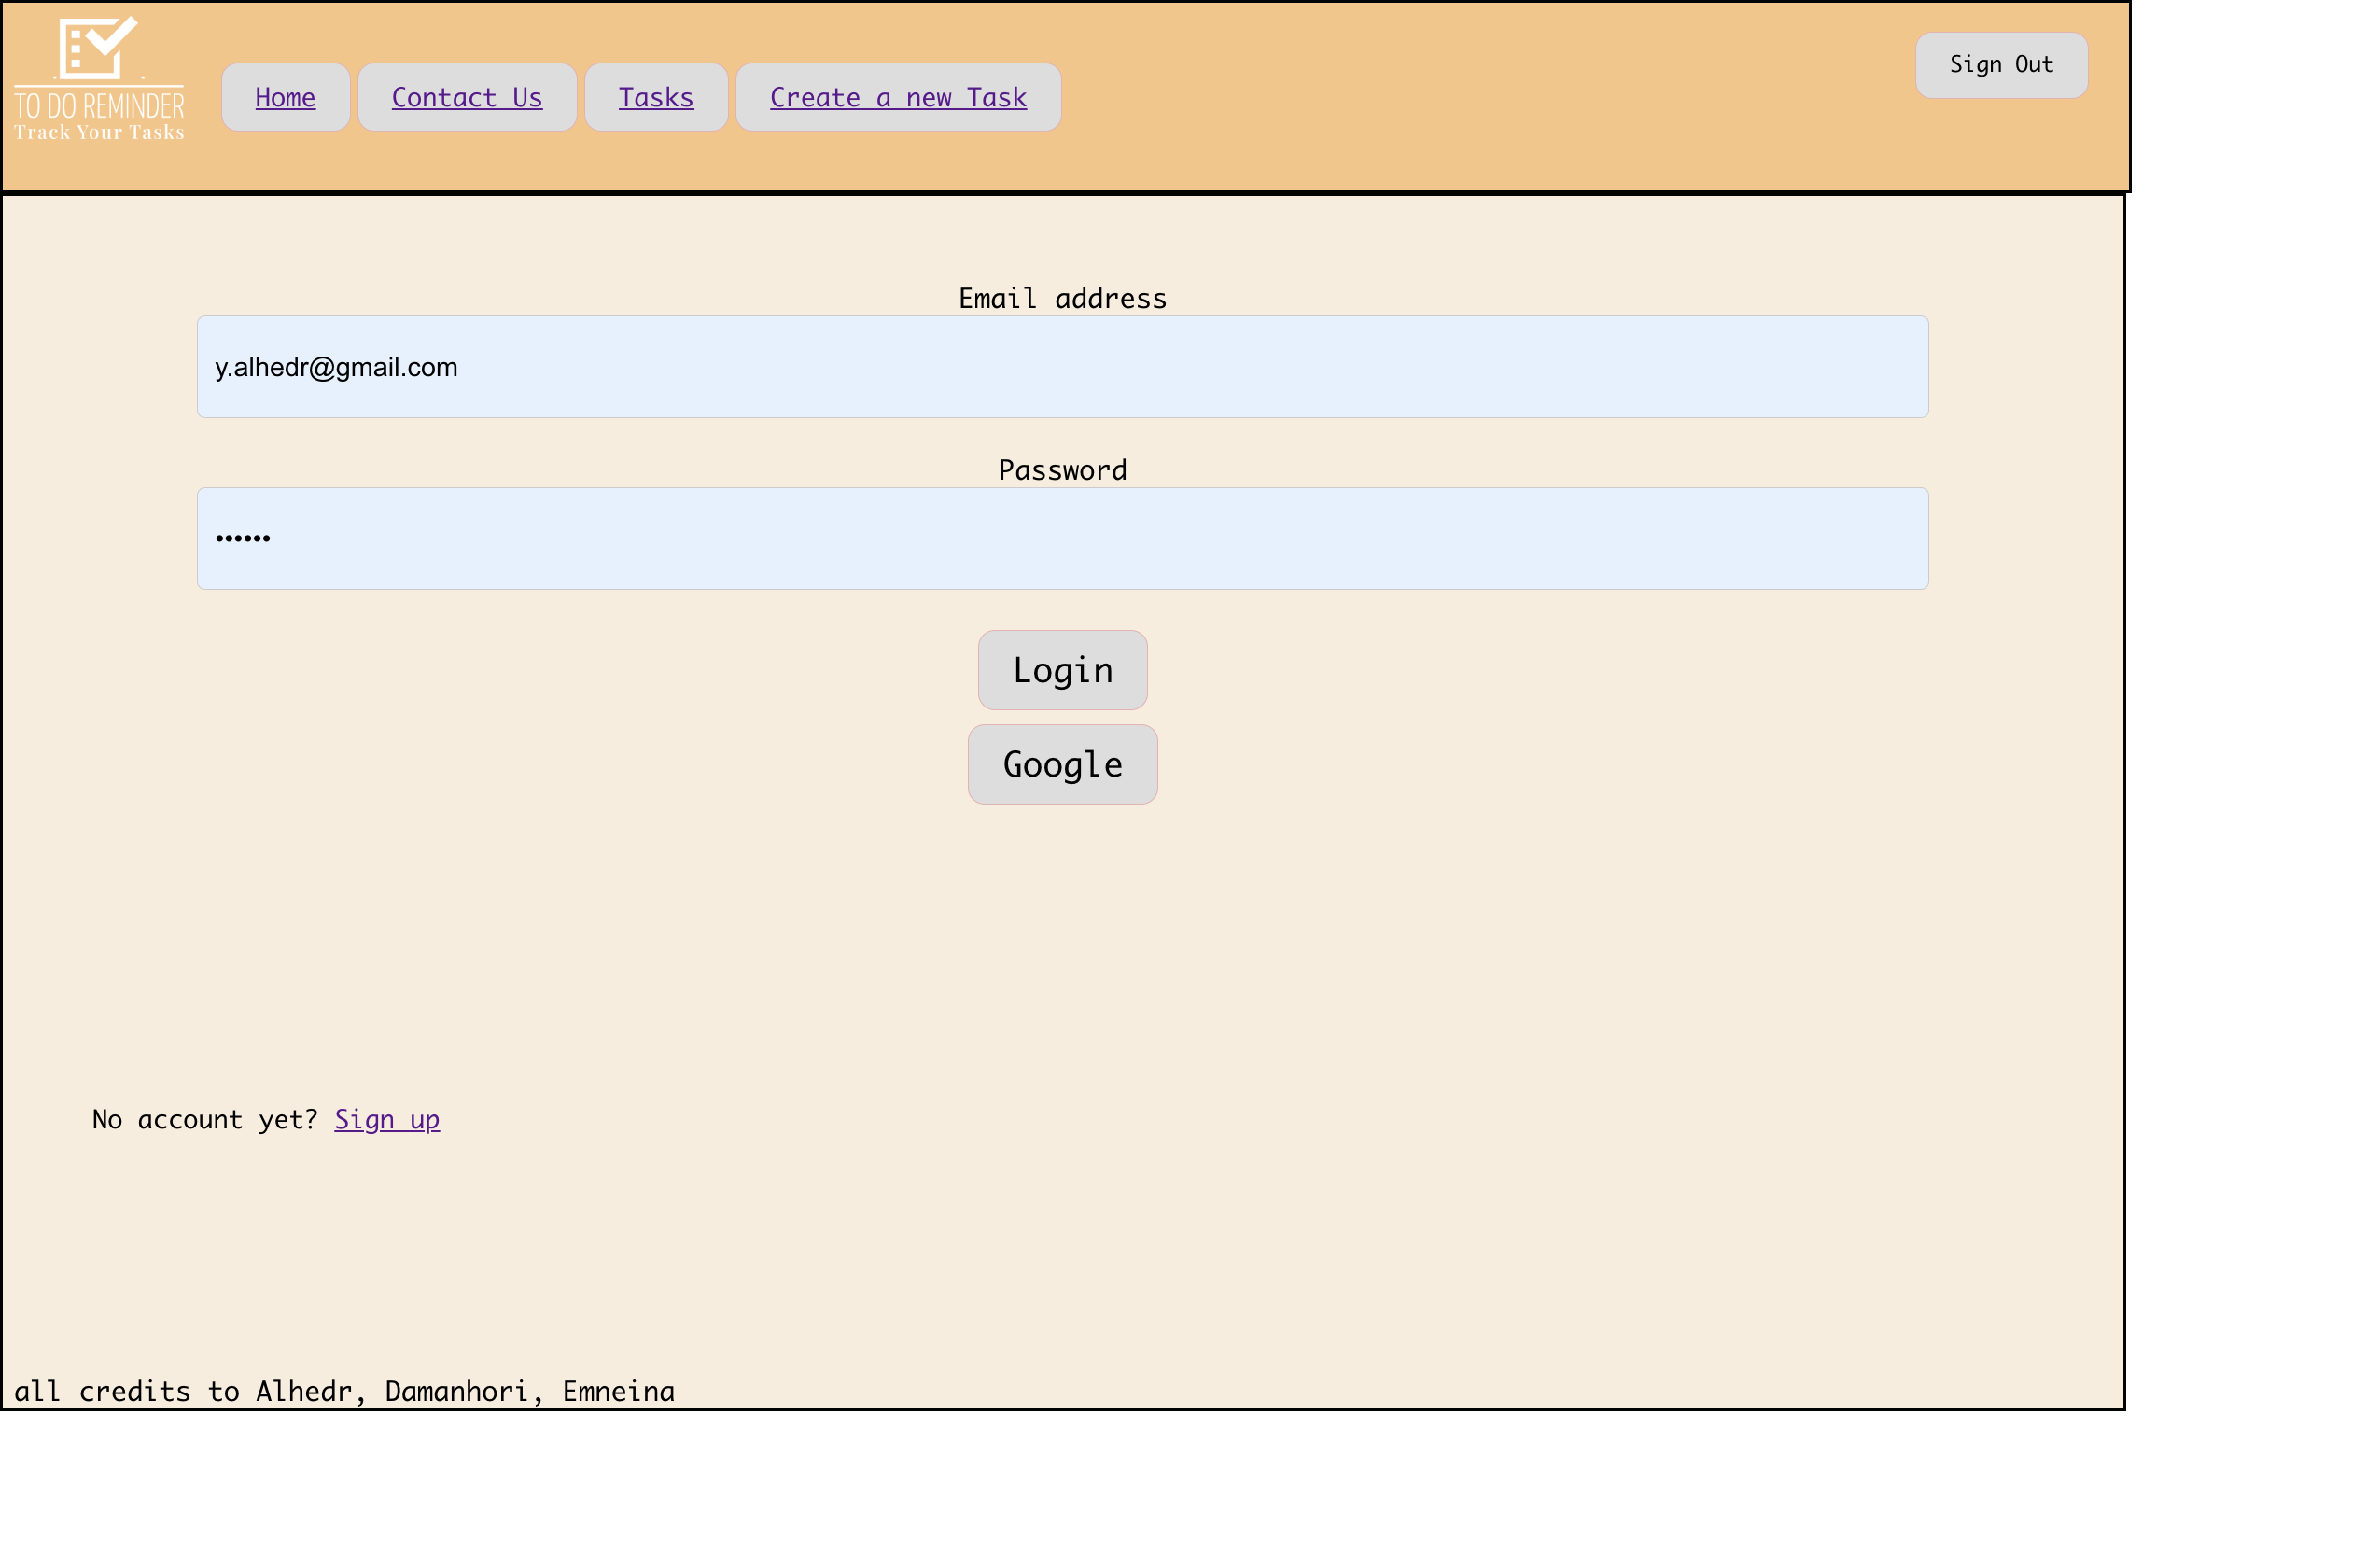 TO DO REMINDER
Track Your Tasks
Home Contact Us Tasks Create a new Task
Sign Out
Email address
y.alhedr@gmail.com
Password
••••••
Login
Google
No account yet? Sign up
all credits to Alhedr, Damanhori, Emneina